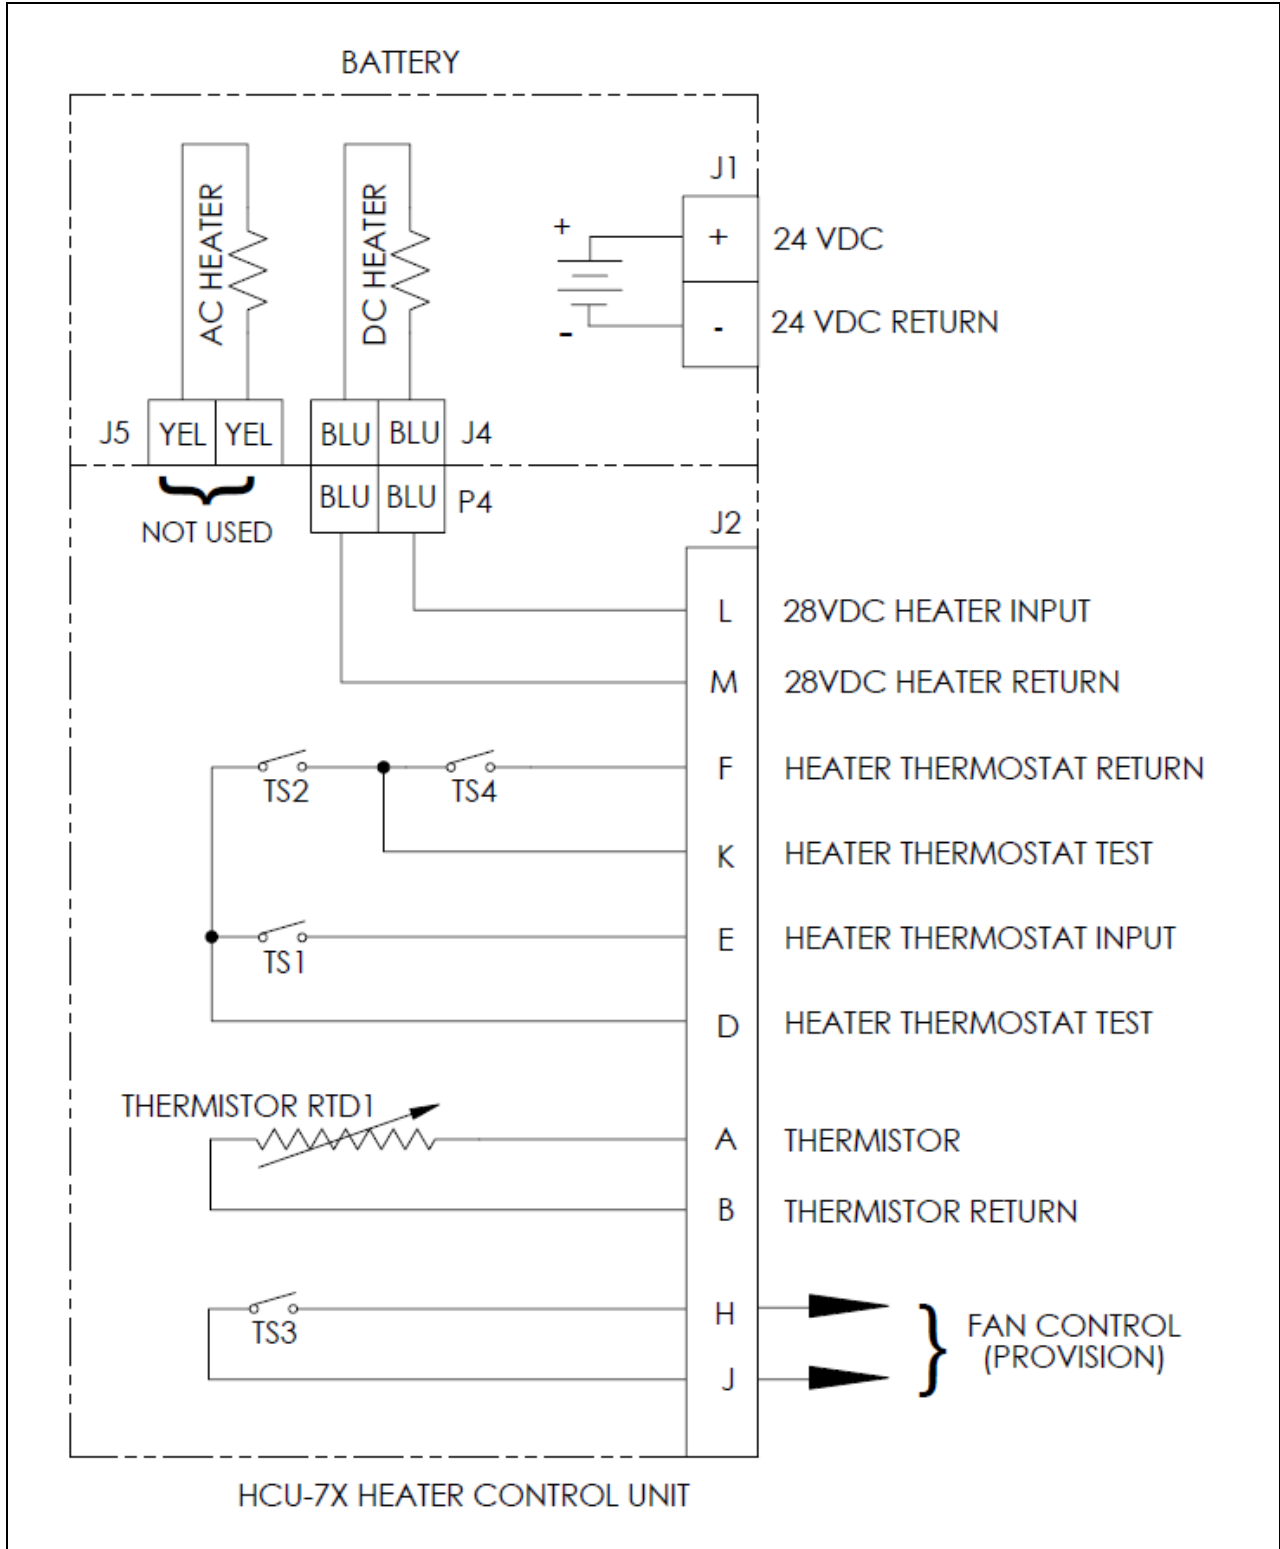 BATTERY
J1
AC HEATER
DC HEATER
+
+
24 VDC
-
-
24 VDC RETURN
J5 YEL YEL
BLU BLU J4
BLU BLU P4
NOT USED
J2
L 28VDC HEATER INPUT
M 28VDC HEATER RETURN
F HEATER THERMOSTAT RETURN
TS2 TS4
K HEATER THERMOSTAT TEST
E HEATER THERMOSTAT INPUT
TS1
D HEATER THERMOSTAT TEST
THERMISTOR RTD1
A THERMISTOR
B THERMISTOR RETURN
H
TS3
FAN CONTROL
(PROVISION)
J
HCU-7X HEATER CONTROL UNIT